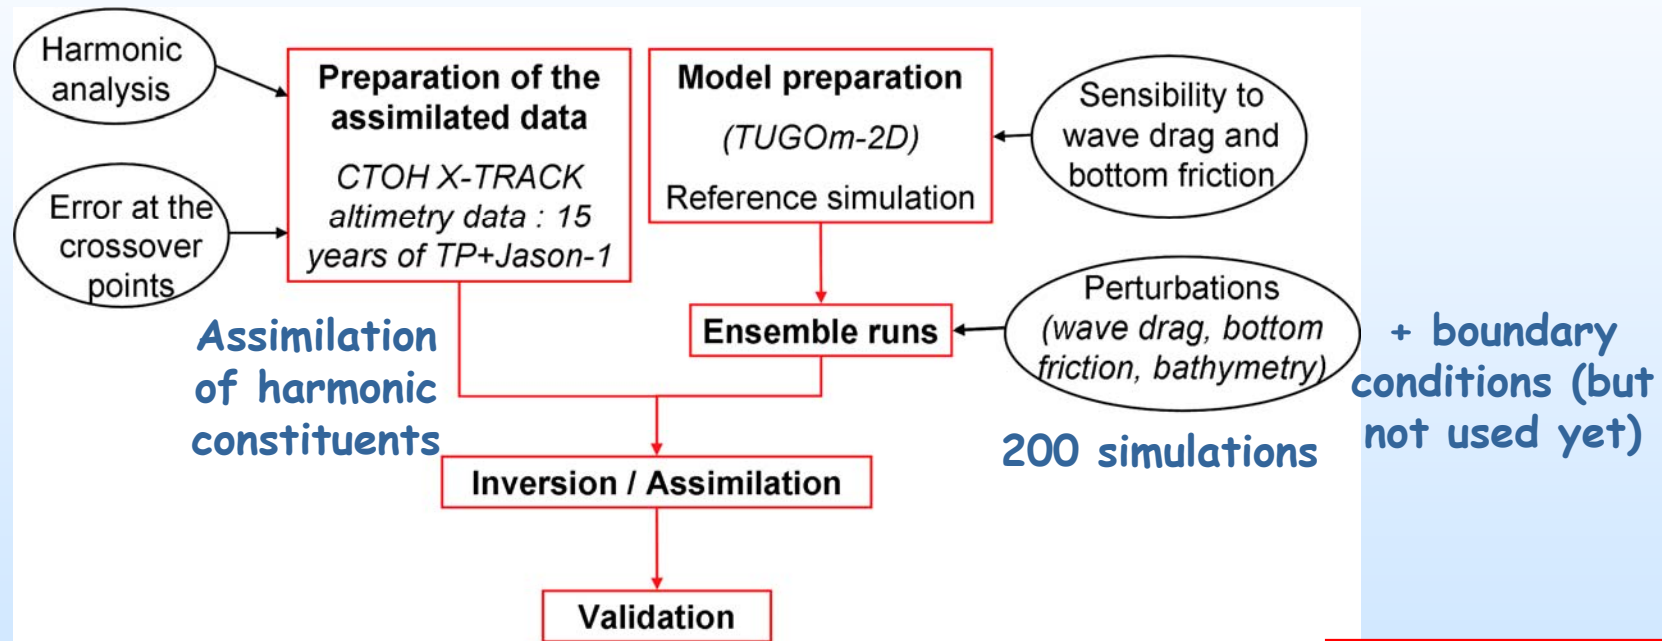 Harmonic
analysis
Error at the
crossover
points
Preparation of the
assimilated data
CTOH X-TRACK
altimetry data : 15
years of TP+Jason-1
Model preparation
(TUGOm-2D)
Reference simulation
Sensibility to
wave drag and
bottom friction
Ensemble runs
Perturbations
(wave drag, bottom
friction, bathymetry)
+ boundary
conditions (but
not used yet)
Assimilation
of harmonic
constituents
200 simulations
Inversion / Assimilation
Validation